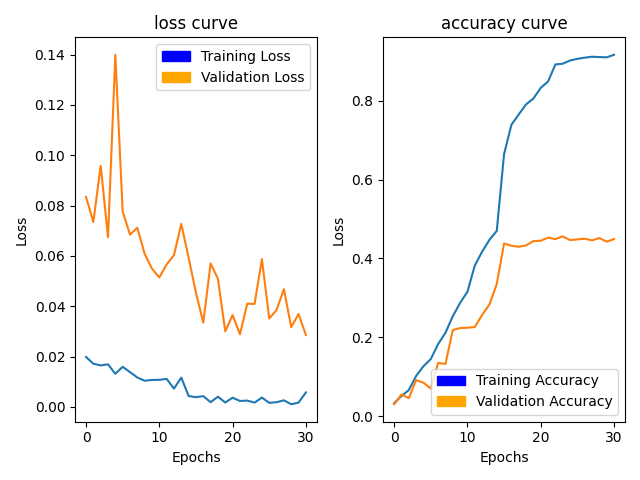 loss curve
0.14
0.12
0.10
0.08
0.06
0.04
0.02
0.00
Loss
0
10
20
30
Epochs
Training Loss
Validation Loss
accuracy curve
0.8
0.6
0.4
0.2
0.0
Loss
0
10
20
30
Epochs
Training Accuracy
Validation Accuracy